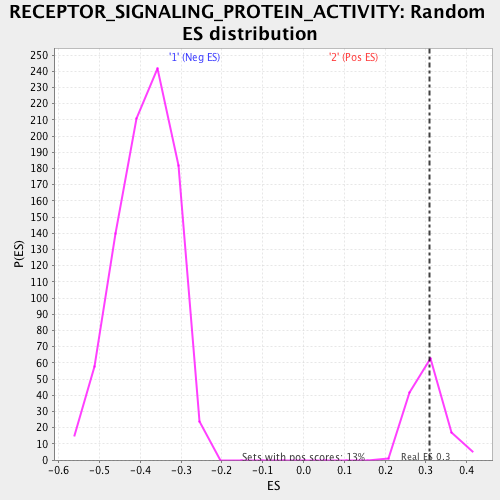 RECEPTOR_SIGNALING_PROTEIN_ACTIVITY: Random
ES distribution
'1' (Neg ES)
'2' (Pos ES)
250
240
230
220
210
200
190
180
170
160
150
140
130
120
110
100
90
80
70
60
50
40
30
20
10
0
P(ES)
Sets with pos scores: 13%
Real ES 0.3
-0.6 -0.5 -0.4 -0.3 -0.2 -0.1 0.0 0.1 0.2 0.3 0.4
ES